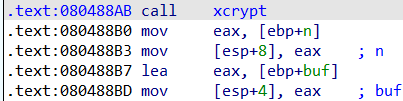 .text:080488AB call    xcrypt
.text:080488B0 mov     eax, [ebp+n]
.text:080488B3 mov     [esp+8], eax    ; n
.text:080488B7 lea     eax, [ebp+buf]
.text:080488BD mov     [esp+4], eax    ; buf